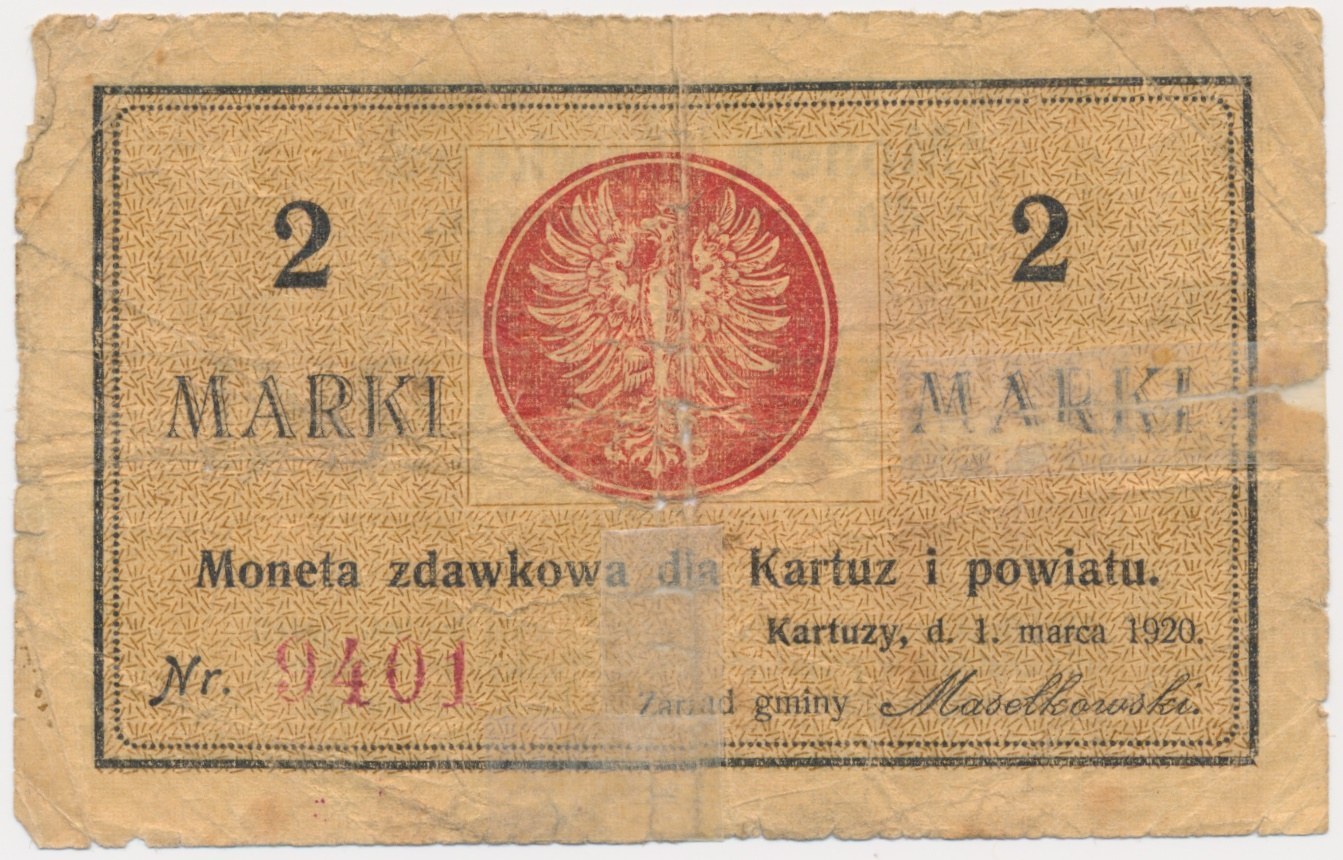 2 2
MARKI MARKI
Moneta zdawkowa dla Kartuz i powiatu.
Kartuzy, d. 1. marca 1920.
Nr. 9401
Zarząd gminy Maselkowski.